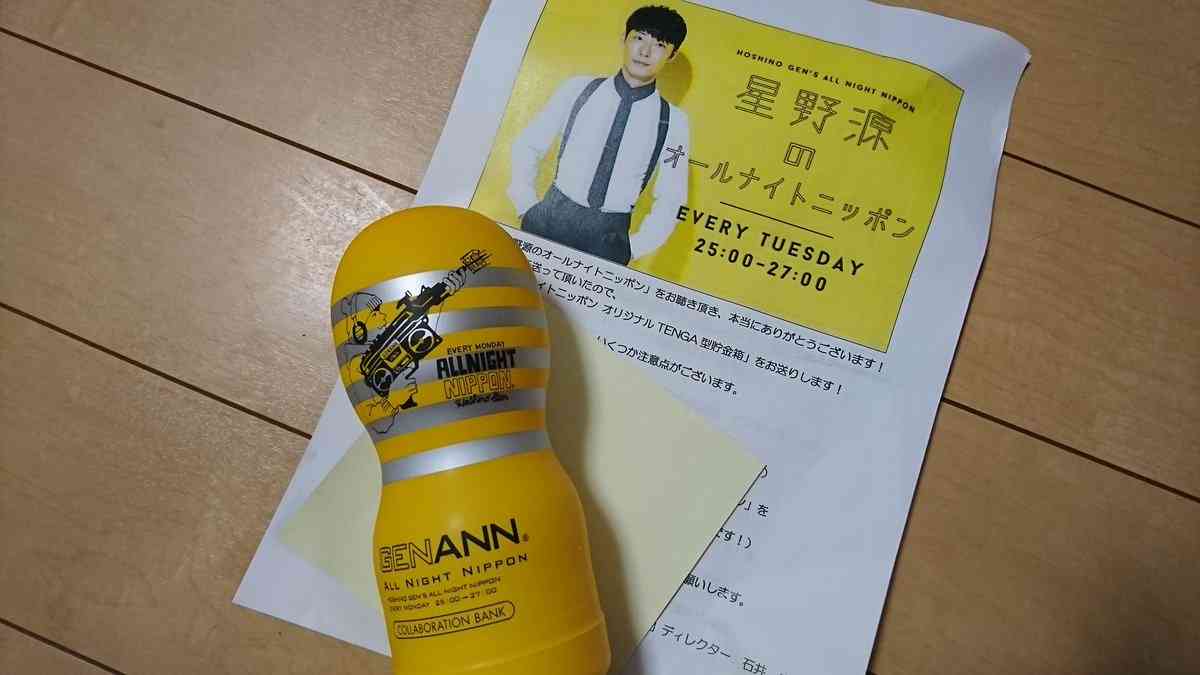 HOSHINO GEN'S ALL NIGHT NIPPON
星野源
の
オールナイトニッポン
EVERY TUESDAY
25:00-27:00
源のオールナイトニッポン」をお聴き頂き、本当にありがとうございます!
送って頂いたので、
イトニッポン オリジナル TENGA 型貯金箱」をお送りします!
いくつか注意点がございます。
」を
ます!)
願いします。
ディレクター 石井
EVERY MONDAY
ALLNIGHT
NIPPON
Hoshino Gen
GENANN®
ALL NIGHT NIPPON
HOSHINO GEN'S ALL NIGHT NIPPON
EVERY MONDAY 25:00-27:00
COLLABORATION BANK